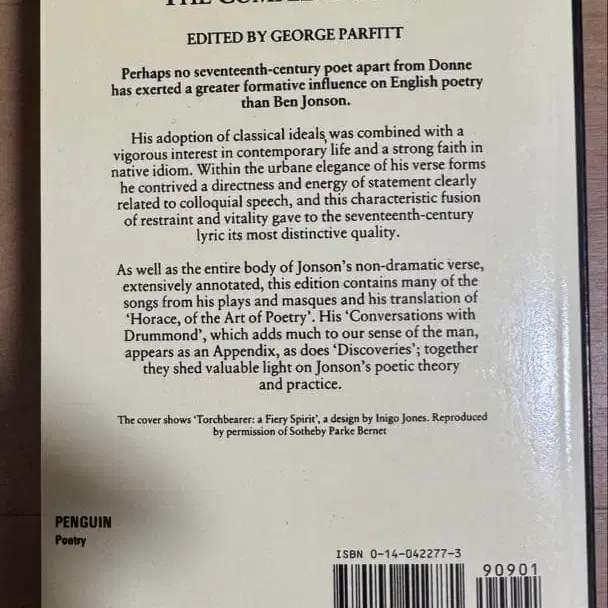 EDITED BY GEORGE PARFITT
Perhaps no seventeenth-century poet apart from Donne
has exerted a greater formative influence on English poetry
than Ben Jonson.
His adoption of classical ideals was combined with a
vigorous interest in contemporary life and a strong faith in
native idiom. Within the urbane elegance of his verse forms
he contrived a directness and energy of statement clearly
related to colloquial speech, and this characteristic fusion
of restraint and vitality gave to the seventeenth-century
lyric its most distinctive quality.
As well as the entire body of Jonson's non-dramatic verse,
extensively annotated, this edition contains many of the
songs from his plays and masques and his translation of
'Horace, of the Art of Poetry'. His 'Conversations with
Drummond', which adds much to our sense of the man,
appears as an Appendix, as does 'Discoveries'; together
they shed valuable light on Jonson's poetic theory
and practice.
The cover shows 'Torchbearer: a Fiery Spirit', a design by Inigo Jones. Reproduced
by permission of Sotheby Parke Bernet
PENGUIN
Poetry
ISBN 0-14-042277-3
90901